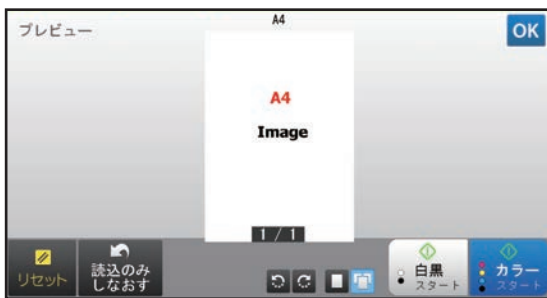 プレビュー
A4
OK
A4
Image
1 / 1
リセット
読込のみ
しなおす
白黒
スタート
カラー
スタート